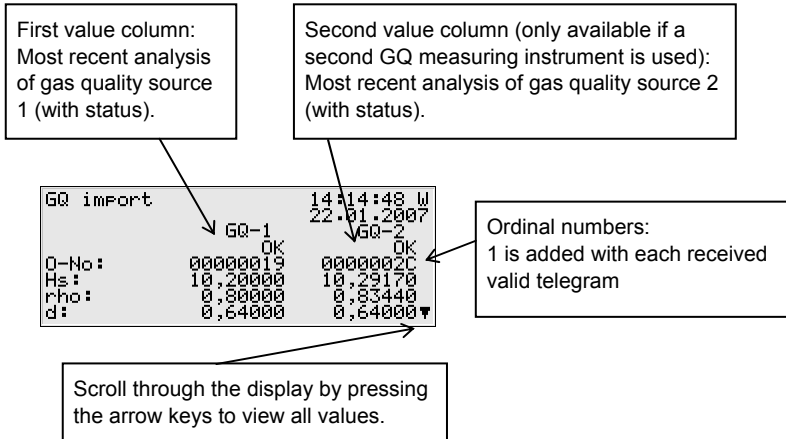 First value column:
Most recent analysis
of gas quality source
1 (with status).
Second value column (only available if a
second GQ measuring instrument is used):
Most recent analysis of gas quality source 2
(with status).
GQ import 14:14:48 W
22.01.2007
GQ-1 GQ-2
OK OK
O-No: 00000019 0000002C
Hs: 10,20000 10,29170
rho: 0,80000 0,83440
d: 0,64000 0,64000▼
Ordinal numbers:
1 is added with each received
valid telegram
Scroll through the display by pressing
the arrow keys to view all values.